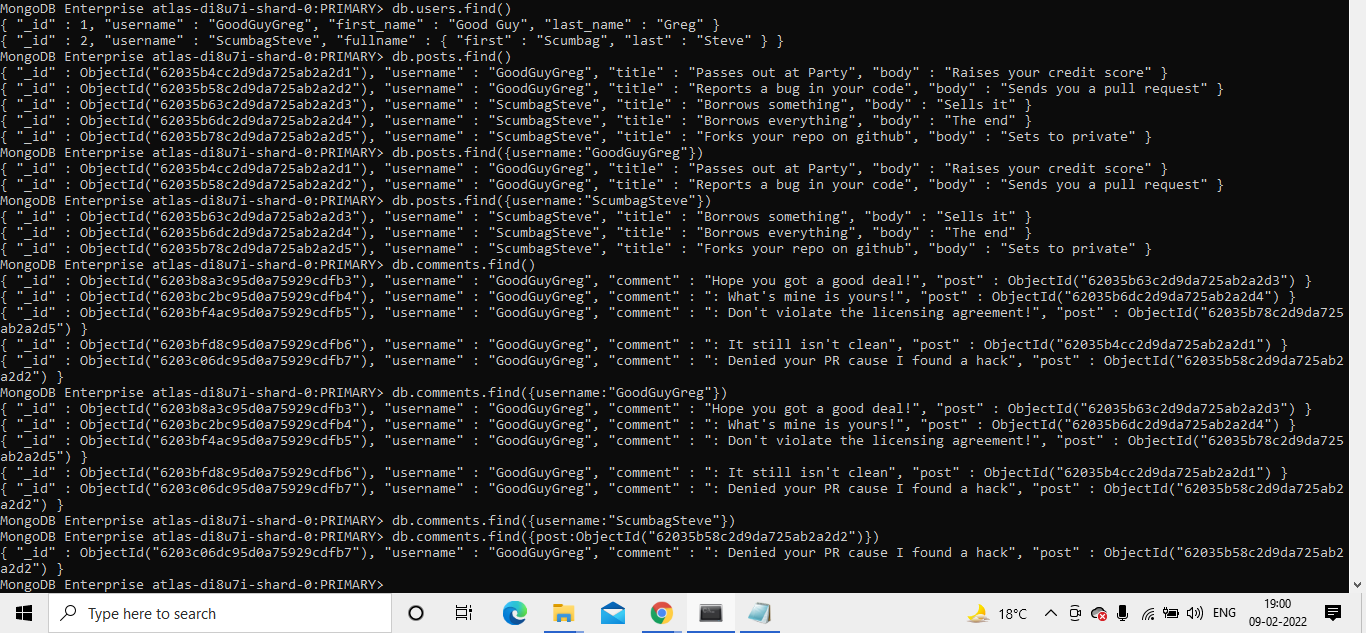 MongoDB Enterprise atlas-di8u7i-shard-0:PRIMARY> db.users.find()
{ "_id" : 1, "username" : "GoodGuyGreg", "first_name" : "Good Guy", "last_name" : "Greg" }
{ "_id" : 2, "username" : "ScumbagSteve", "fullname" : { "first" : "Scumbag", "last" : "Steve" } }
MongoDB Enterprise atlas-di8u7i-shard-0:PRIMARY> db.posts.find()
{ "_id" : ObjectId("62035b4cc2d9da725ab2a2d1"), "username" : "GoodGuyGreg", "title" : "Passes out at Party", "body" : "Raises your credit score" }
{ "_id" : ObjectId("62035b58c2d9da725ab2a2d2"), "username" : "GoodGuyGreg", "title" : "Reports a bug in your code", "body" : "Sends you a pull request" }
{ "_id" : ObjectId("62035b63c2d9da725ab2a2d3"), "username" : "ScumbagSteve", "title" : "Borrows something", "body" : "Sells it" }
{ "_id" : ObjectId("62035b6dc2d9da725ab2a2d4"), "username" : "ScumbagSteve", "title" : "Borrows everything", "body" : "The end" }
{ "_id" : ObjectId("62035b78c2d9da725ab2a2d5"), "username" : "ScumbagSteve", "title" : "Forks your repo on github", "body" : "Sets to private" }
MongoDB Enterprise atlas-di8u7i-shard-0:PRIMARY> db.posts.find({username:"GoodGuyGreg"})
{ "_id" : ObjectId("62035b4cc2d9da725ab2a2d1"), "username" : "GoodGuyGreg", "title" : "Passes out at Party", "body" : "Raises your credit score" }
{ "_id" : ObjectId("62035b58c2d9da725ab2a2d2"), "username" : "GoodGuyGreg", "title" : "Reports a bug in your code", "body" : "Sends you a pull request" }
MongoDB Enterprise atlas-di8u7i-shard-0:PRIMARY> db.posts.find({username:"ScumbagSteve"})
{ "_id" : ObjectId("62035b63c2d9da725ab2a2d3"), "username" : "ScumbagSteve", "title" : "Borrows something", "body" : "Sells it" }
{ "_id" : ObjectId("62035b6dc2d9da725ab2a2d4"), "username" : "ScumbagSteve", "title" : "Borrows everything", "body" : "The end" }
{ "_id" : ObjectId("62035b78c2d9da725ab2a2d5"), "username" : "ScumbagSteve", "title" : "Forks your repo on github", "body" : "Sets to private" }
MongoDB Enterprise atlas-di8u7i-shard-0:PRIMARY> db.comments.find()
{ "_id" : ObjectId("6203b8a3c95d0a75929cdfb3"), "username" : "GoodGuyGreg", "comment" : "Hope you got a good deal!", "post" : ObjectId("62035b63c2d9da725ab2a2d3") }
{ "_id" : ObjectId("6203bc2bc95d0a75929cdfb4"), "username" : "GoodGuyGreg", "comment" : ": What's mine is yours!", "post" : ObjectId("62035b6dc2d9da725ab2a2d4") }
{ "_id" : ObjectId("6203bf4ac95d0a75929cdfb5"), "username" : "GoodGuyGreg", "comment" : ": Don't violate the licensing agreement!", "post" : ObjectId("62035b78c2d9da725
ab2a2d5") }
{ "_id" : ObjectId("6203bfd8c95d0a75929cdfb6"), "username" : "GoodGuyGreg", "comment" : ": It still isn't clean", "post" : ObjectId("62035b4cc2d9da725ab2a2d1") }
{ "_id" : ObjectId("6203c06dc95d0a75929cdfb7"), "username" : "GoodGuyGreg", "comment" : ": Denied your PR cause I found a hack", "post" : ObjectId("62035b58c2d9da725ab2
a2d2") }
MongoDB Enterprise atlas-di8u7i-shard-0:PRIMARY> db.comments.find({username:"GoodGuyGreg"})
{ "_id" : ObjectId("6203b8a3c95d0a75929cdfb3"), "username" : "GoodGuyGreg", "comment" : "Hope you got a good deal!", "post" : ObjectId("62035b63c2d9da725ab2a2d3") }
{ "_id" : ObjectId("6203bc2bc95d0a75929cdfb4"), "username" : "GoodGuyGreg", "comment" : ": What's mine is yours!", "post" : ObjectId("62035b6dc2d9da725ab2a2d4") }
{ "_id" : ObjectId("6203bf4ac95d0a75929cdfb5"), "username" : "GoodGuyGreg", "comment" : ": Don't violate the licensing agreement!", "post" : ObjectId("62035b78c2d9da725
ab2a2d5") }
{ "_id" : ObjectId("6203bfd8c95d0a75929cdfb6"), "username" : "GoodGuyGreg", "comment" : ": It still isn't clean", "post" : ObjectId("62035b4cc2d9da725ab2a2d1") }
{ "_id" : ObjectId("6203c06dc95d0a75929cdfb7"), "username" : "GoodGuyGreg", "comment" : ": Denied your PR cause I found a hack", "post" : ObjectId("62035b58c2d9da725ab2
a2d2") }
MongoDB Enterprise atlas-di8u7i-shard-0:PRIMARY> db.comments.find({username:"ScumbagSteve"})
MongoDB Enterprise atlas-di8u7i-shard-0:PRIMARY> db.comments.find({post:ObjectId("62035b58c2d9da725ab2a2d2")})
{ "_id" : ObjectId("6203c06dc95d0a75929cdfb7"), "username" : "GoodGuyGreg", "comment" : ": Denied your PR cause I found a hack", "post" : ObjectId("62035b58c2d9da725ab2
a2d2") }
MongoDB Enterprise atlas-di8u7i-shard-0:PRIMARY>
Type here to search
18°C
ENG
19:00
09-02-2022